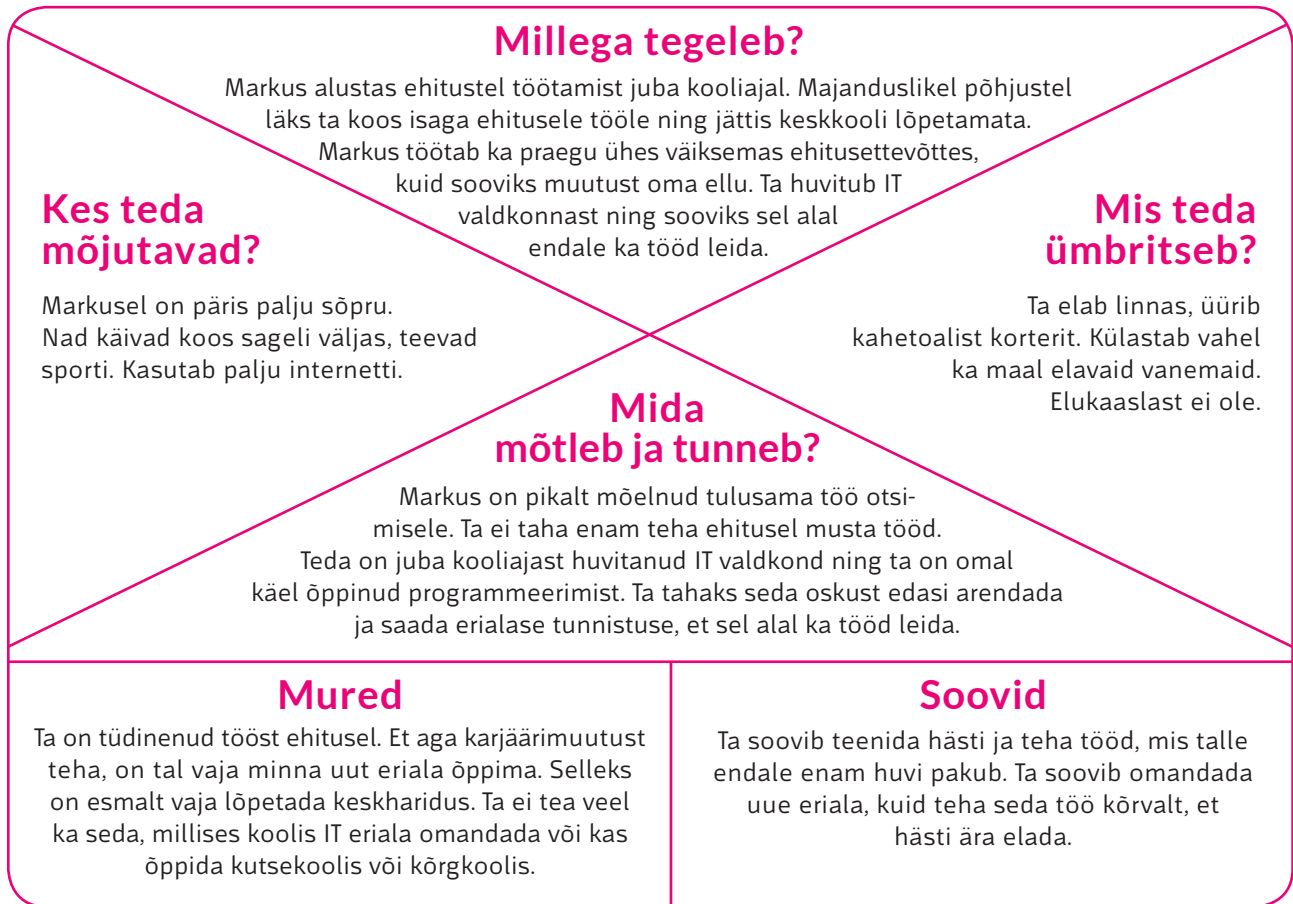 Millega tegeleb?
Markus alustas ehitustel töötamist juba kooliajal. Majanduslikel põhjustel
läks ta koos isaga ehitusele tööle ning jättis keskkooli lõpetamata.
Markus töötab ka praegu ühes väiksemas ehitusettevõttes,
kuid sooviks muutust oma ellu. Ta huvitub IT
valdkonnast ning sooviks sel alal
endale ka tööd leida.
Kes teda
mõjutavad?
Markusel on päris palju sõpru.
Nad käivad koos sageli väljas, teevad
sporti. Kasutab palju internetti.
Mis teda
ümbritseb?
Ta elab linnas, üürib
kahetoalist korterit. Külastab vahel
ka maal elavaid vanemaid.
Elukaaslast ei ole.
Mida
mõtleb ja tunneb?
Markus on pikalt mõelnud tulusama töö otsi-
misele. Ta ei taha enam teha ehitusel musta tööd.
Teda on juba kooliajast huvitanud IT valdkond ning ta on omal
käel õppinud programmeerimist. Ta tahaks seda oskust edasi arendada
ja saada erialase tunnistuse, et sel alal ka tööd leida.
Mured
Ta on tüdinenud tööst ehitusel. Et aga karjäärimuutust
teha, on tal vaja minna uut eriala õppima. Selleks
on esmalt vaja lõpetada keskharidus. Ta ei tea veel
ka seda, millises koolis IT eriala omandada või kas
õppida kutsekoolis või kõrgkoolis.
Soovid
Ta soovib teenida hästi ja teha tööd, mis talle
endale enam huvi pakub. Ta soovib omandada
uue eriala, kuid teha seda töö kõrvalt, et
hästi ära elada.